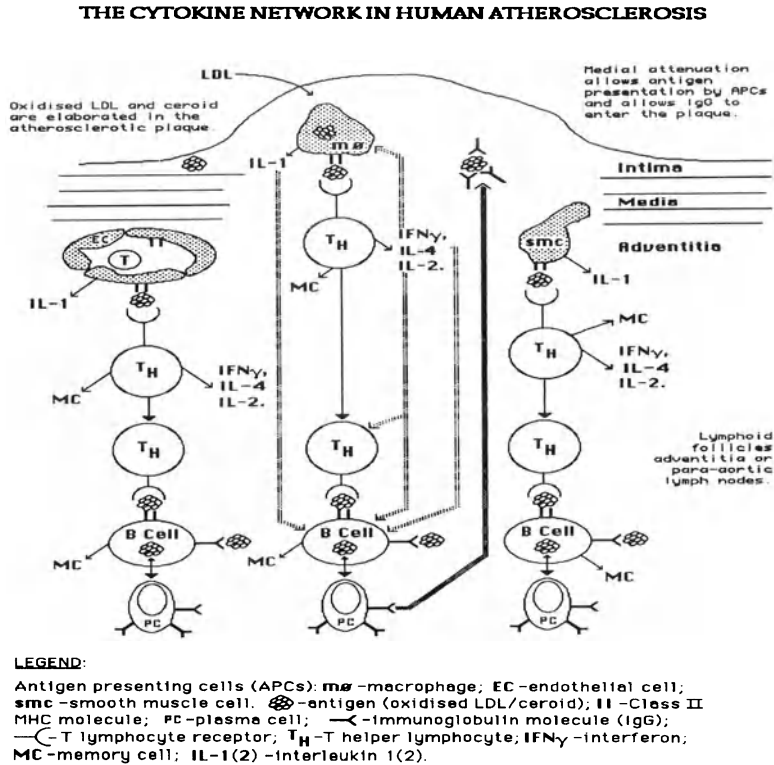 THE CYTOKINE NETWORK IN HUMAN ATHEROSCLEROSIS
LDL
Oxidised LDL and ceroid
are elaborated in the
atherosclerotic plaque.
Medial attenuation
allows antigen
presentation by APCs
and allows IgG to
enter the plaque.
mø
IL-1
Intima
Media
Adventitia
EC
T
IL-1
TH
IFNγ,
IL-4
IL-2.
MC
smc
IL-1
TH
IFNγ,
IL-4
IL-2.
MC
TH
MC
IFNγ,
IL-4
IL-2.
TH
TH
TH
Lymphoid
follicles
adventitia or
para-aortic
lymph nodes.
B Cell
MC
B Cell
MC
B Cell
MC
PC
PC
PC
LEGEND:
Antigen presenting cells (APCs): mø -macrophage; EC -endothelial cell;
smc -smooth muscle cell. -antigen (oxidised LDL/ceroid); II -Class II
MHC molecule; PC -plasma cell; -immunoglobulin molecule (IgG);
-T lymphocyte receptor; TH -T helper lymphocyte; IFNγ -interferon;
MC -memory cell; IL-1(2) -interleukin 1(2).